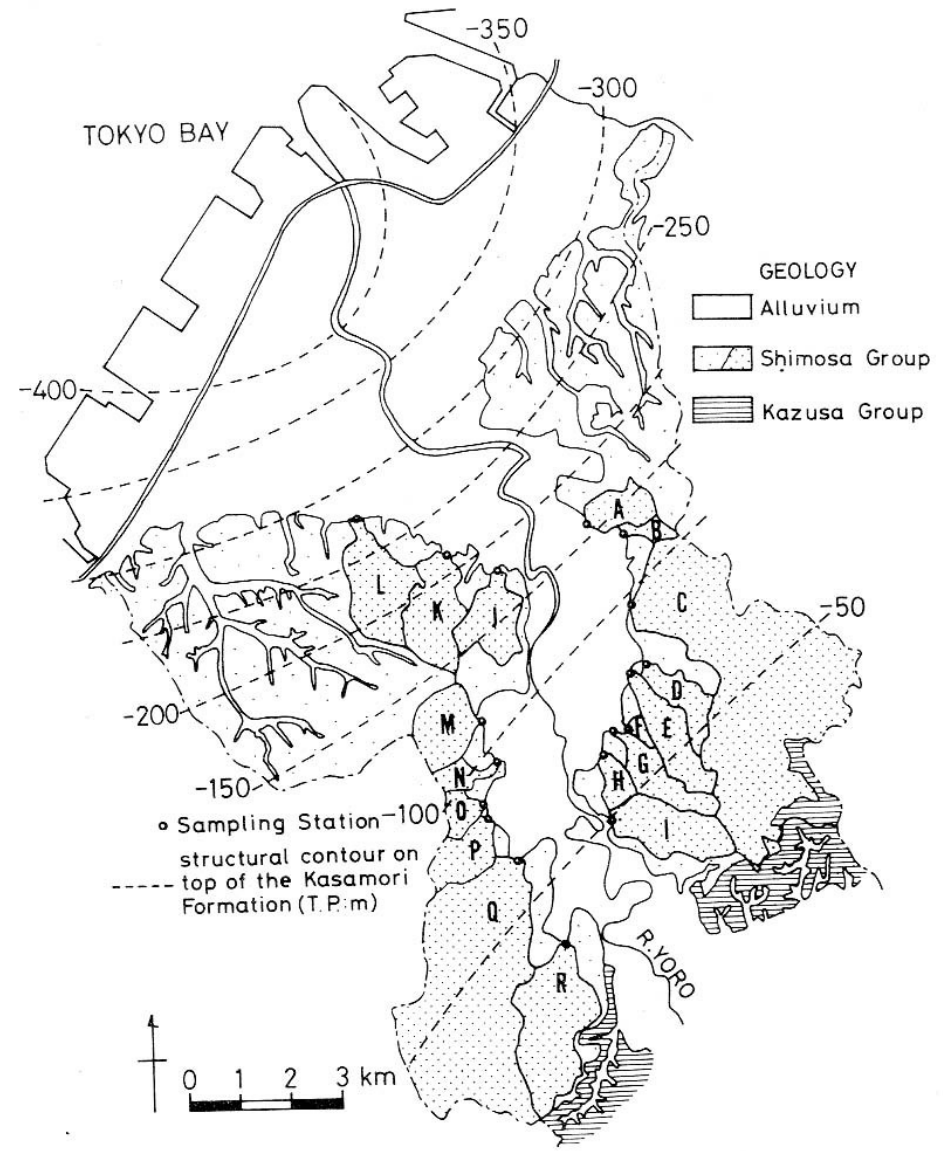 -350
-300
TOKYO BAY
-250
GEOLOGY
Alluvium
Shimosa Group
Kazusa Group
-400
A
B
C
L
K
J
-50
D
-200
M
F
E
G
-150
N
H
-100
O
I
Sampling Station
P
structural contour on
top of the Kasamori
Formation (T.P.:m)
Q
R. YORO
R
0 1 2 3 km